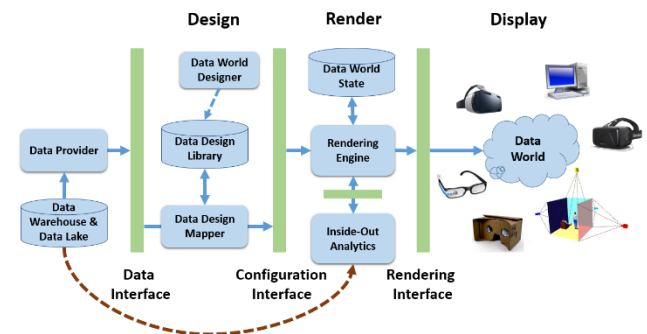 Design
Render
Display
Data World
Designer
Data World
State
Data Provider
Data Design
Library
Rendering
Engine
Data
World
Data
Warehouse &
Data Lake
Data Design
Mapper
Inside-Out
Analytics
Data
Interface
Configuration
Interface
Rendering
Interface